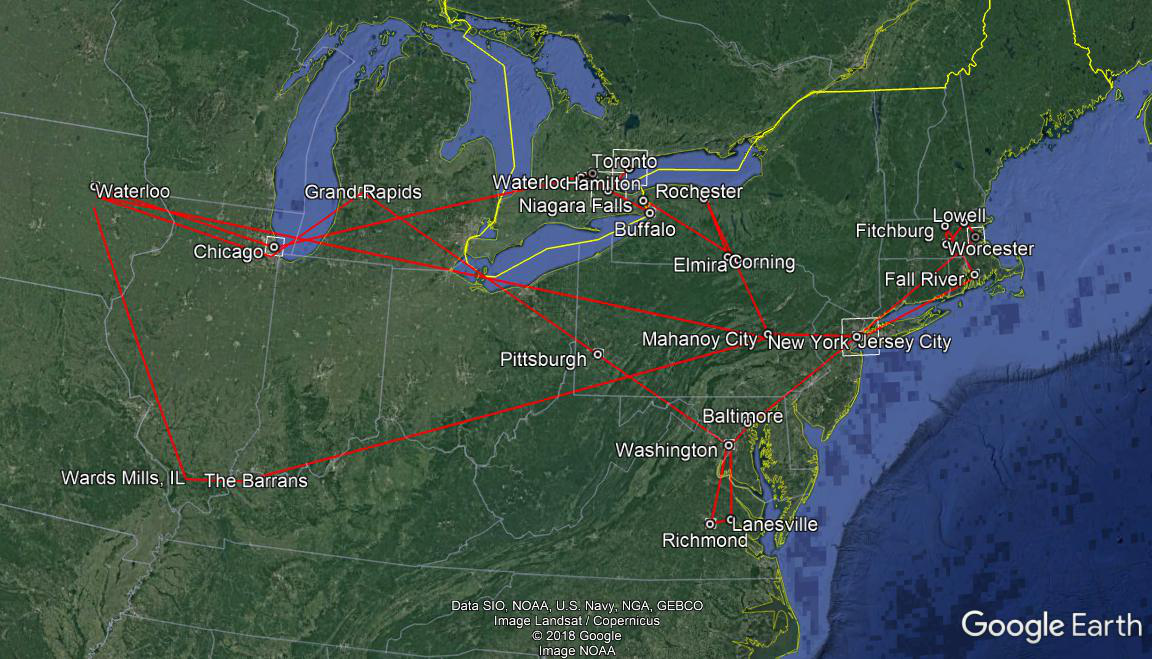 Toronto
Waterloo
Hamilton
Rochester
Waterloo
Grand Rapids
Niagara Falls
Lowell
Buffalo
Fitchburg
Worcester
Chicago
Elmira
Corning
Fall River
Mahanoy City
New York
Jersey City
Pittsburgh
Baltimore
Washington
Wards Mills, IL
The Barrans
Lanesville
Richmond
Data SIO, NOAA, U.S. Navy, NGA, GEBCO
Image Landsat / Copernicus
© 2018 Google
Image NOAA
Google Earth